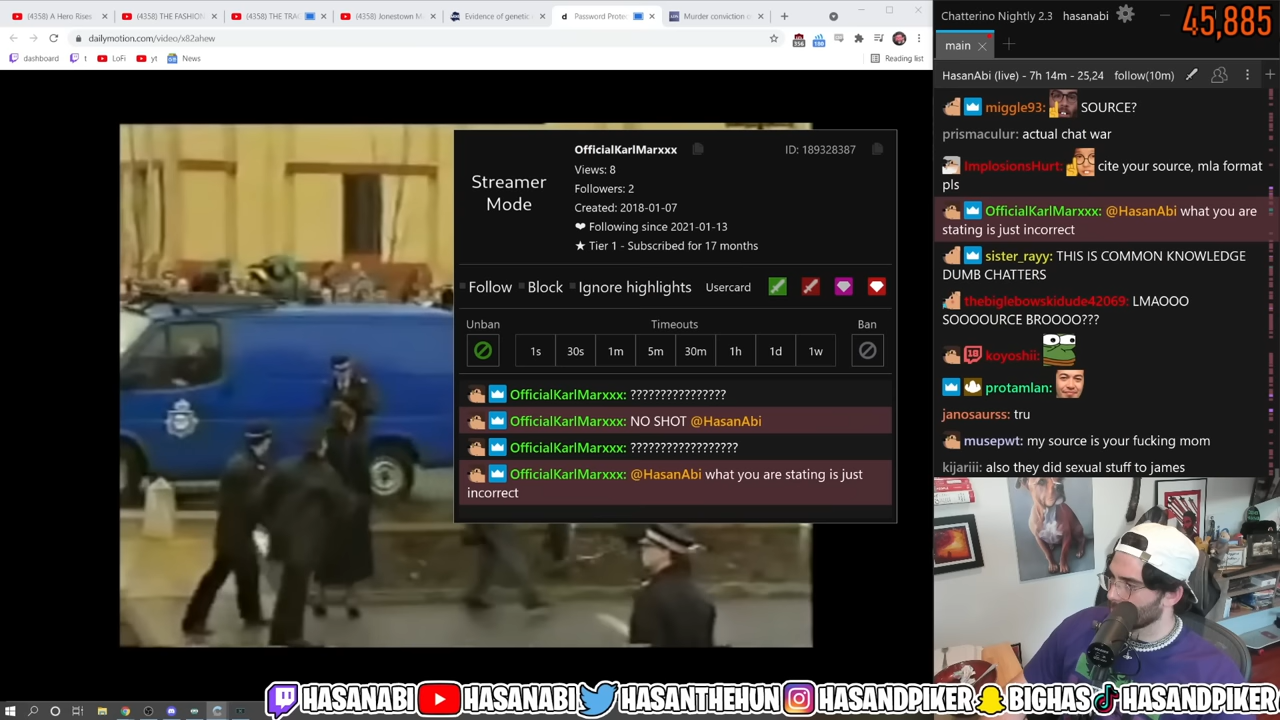 (4358) A Hero Rises
(4358) THE FASHION
(4358) THE TRA
(4358) Jonestown M
Evidence of genetic
Password Protec
Murder conviction o
dailymotion.com/video/x82ahew
dashboard
t
LoFi
yt
News
Reading list
OfficialKarlMarxxx
ID: 189328387
Streamer
Mode
Views: 8
Followers: 2
Created: 2018-01-07
❤ Following since 2021-01-13
★ Tier 1 - Subscribed for 17 months
Follow
Block
Ignore highlights
Usercard
Unban
Timeouts
Ban
1s
30s
1m
5m
30m
1h
1d
1w
OfficialKarlMarxxx: ????????????????
OfficialKarlMarxxx: NO SHOT @HasanAbi
OfficialKarlMarxxx: ??????????????????
OfficialKarlMarxxx: @HasanAbi what you are stating is just
incorrect
Chatterino Nightly 2.3
hasanabi
45,885
main
HasanAbi (live) - 7h 14m - 25,24
follow(10m)
miggle93: SOURCE?
prismaculur: actual chat war
ImplosionsHurt: cite your source, mla format
pls
OfficialKarlMarxxx: @HasanAbi what you are
stating is just incorrect
sister_rayy: THIS IS COMMON KNOWLEDGE
DUMB CHATTERS
thebiglebowskidude42069: LMAOOO
SOOOOURCE BROOOO???
koyoshii:
protamlan:
janosaurss: tru
musepwt: my source is your fucking mom
kijariii: also they did sexual stuff to james
HASANABI
HASANABI
HASANTHEHUN
HASANDPIKER
BIGHAS
HASANDPIKER